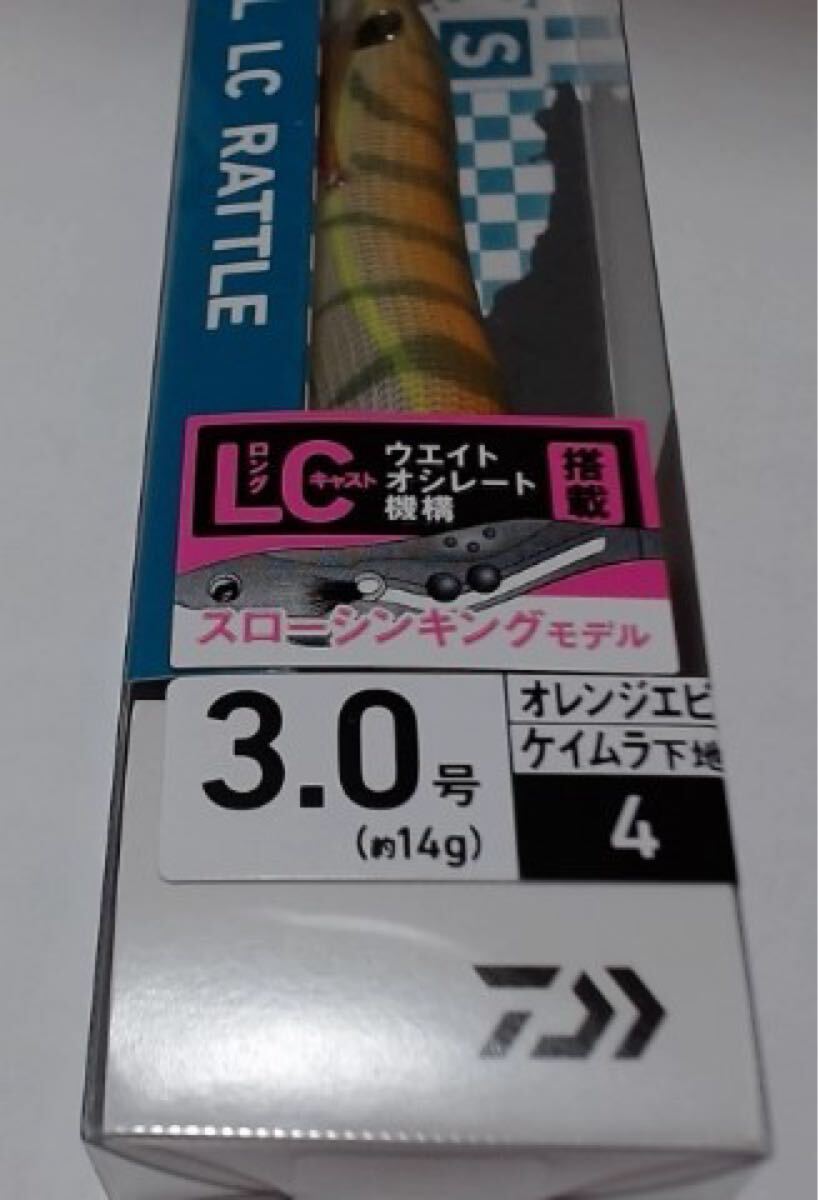 LC RATTLE
S
LC
ロング
キャスト
ウエイト
オシレート
機構
搭載
スローシンキングモデル
3.0号
(約14g)
オレンジエビ
ケイムラ下地
4